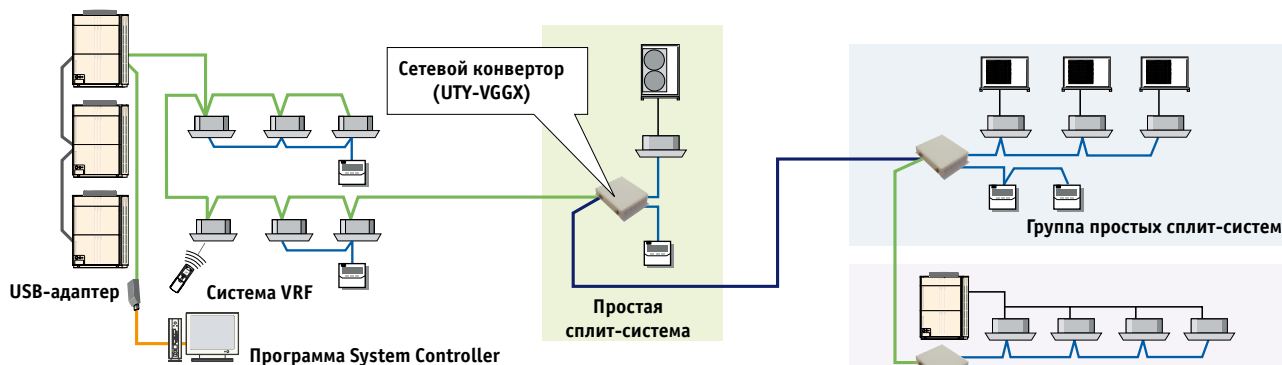 Сетевой конвертор
(UTY-VGGX)
Группа простых сплит-систем
USB-адаптер
Система VRF
Простая
сплит-система
Программа System Controller